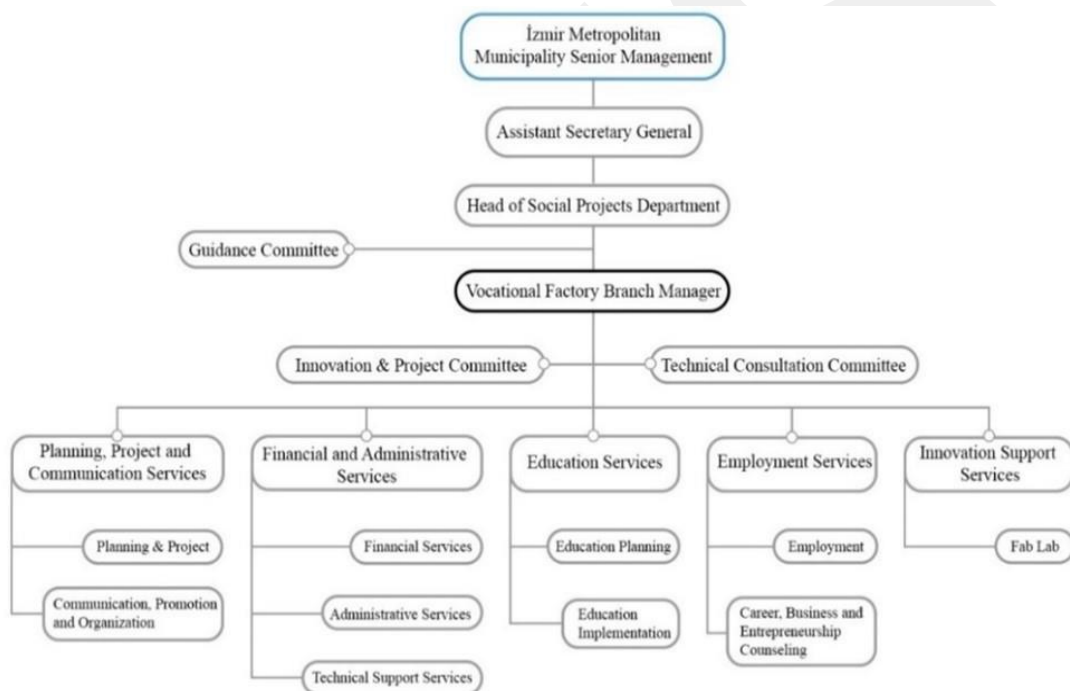 İzmir Metropolitan
Municipality Senior Management
Assistant Secretary General
Head of Social Projects Department
Guidance Committee
Vocational Factory Branch Manager
Innovation & Project Committee
Technical Consultation Committee
Planning, Project and
Communication Services
Financial and Administrative
Services
Education Services
Employment Services
Innovation Support
Services
Planning & Project
Financial Services
Education Planning
Employment
Fab Lab
Communication, Promotion
and Organization
Administrative Services
Education
Implementation
Career, Business and
Entrepreneurship
Counseling
Technical Support Services